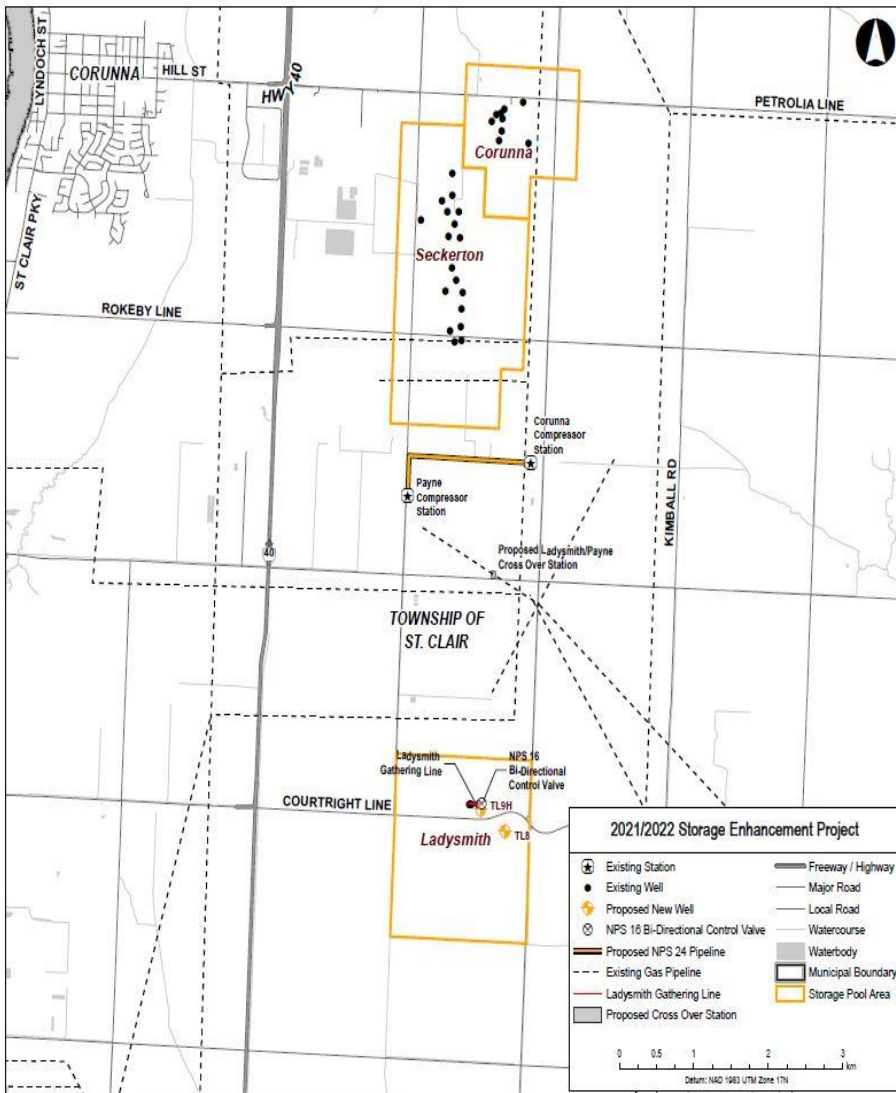 LYNDOCH ST
CORUNNA
HILL ST
HWY 40
PETROLIA LINE
Corunna
ST CLAIR PKY
Seckerton
ROKEBY LINE
Corunna
Compressor
Station
Payne
Compressor
Station
KIMBALL RD
40
Proposed Ladysmith/Payne
Cross Over Station
TOWNSHIP OF
ST. CLAIR
Ladysmith
Gathering Line
NPS 16
Bi-Directional
Control Valve
COURTRIGHT LINE
TL9H
TL8
Ladysmith
2021/2022 Storage Enhancement Project
Existing Station
Existing Well
Proposed New Well
NPS 16 Bi-Directional Control Valve
Proposed NPS 24 Pipeline
Existing Gas Pipeline
Ladysmith Gathering Line
Proposed Cross Over Station
Freeway / Highway
Major Road
Local Road
Watercourse
Waterbody
Municipal Boundary
Storage Pool Area
0 0.5 1 2 3
km
Datum: NAD 1983 UTM Zone 17N